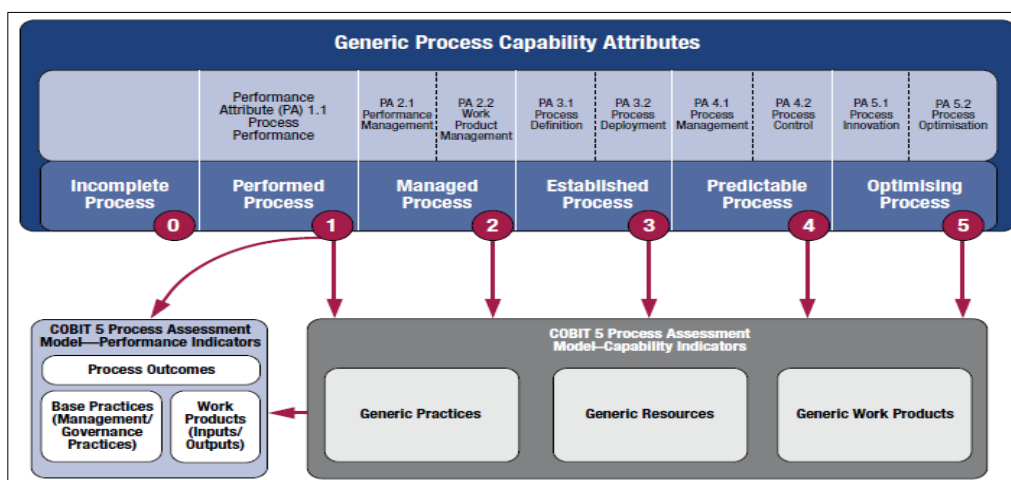 Generic Process Capability Attributes
Performance
Attribute (PA) 1.1
Process
Performance
PA 2.1
Performance
Management
PA 2.2
Work
Product
Management
PA 3.1
Process
Definition
PA 3.2
Process
Deployment
PA 4.1
Process
Management
PA 4.2
Process
Control
PA 5.1
Process
Innovation
PA 5.2
Process
Optimisation
Incomplete
Process
0
Performed
Process
1
Managed
Process
2
Established
Process
3
Predictable
Process
4
Optimising
Process
5
COBIT 5 Process Assessment
Model—Performance Indicators
Process Outcomes
Base Practices
(Management/
Governance
Practices)
Work
Products
(Inputs/
Outputs)
COBIT 5 Process Assessment
Model–Capability Indicators
Generic Practices
Generic Resources
Generic Work Products